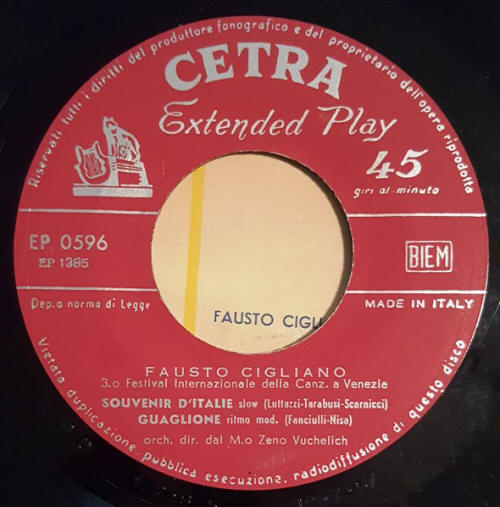 Riservati tutti i diritti del produttore fonografico e del proprietario dell'opera riprodotta
CETRA
Extended Play
45
giri al minuto
EP 0596
EP 1385
BIEM
Dep. a norma di Legge
MADE IN ITALY
FAUSTO CIGLI
FAUSTO CIGLIANO
3.o Festival Internazionale della Canz. a Venezia
SOUVENIR D'ITALIE slow (Luttazzi-Tarabusi-Scarnicci)
GUAGLIONE ritmo mod. (Fanciulli-Nisa)
orch. dir. dal M.o Zeno Vuchelich
Vietata duplicazione, pubblica esecuzione, radiodiffusione di questo disco